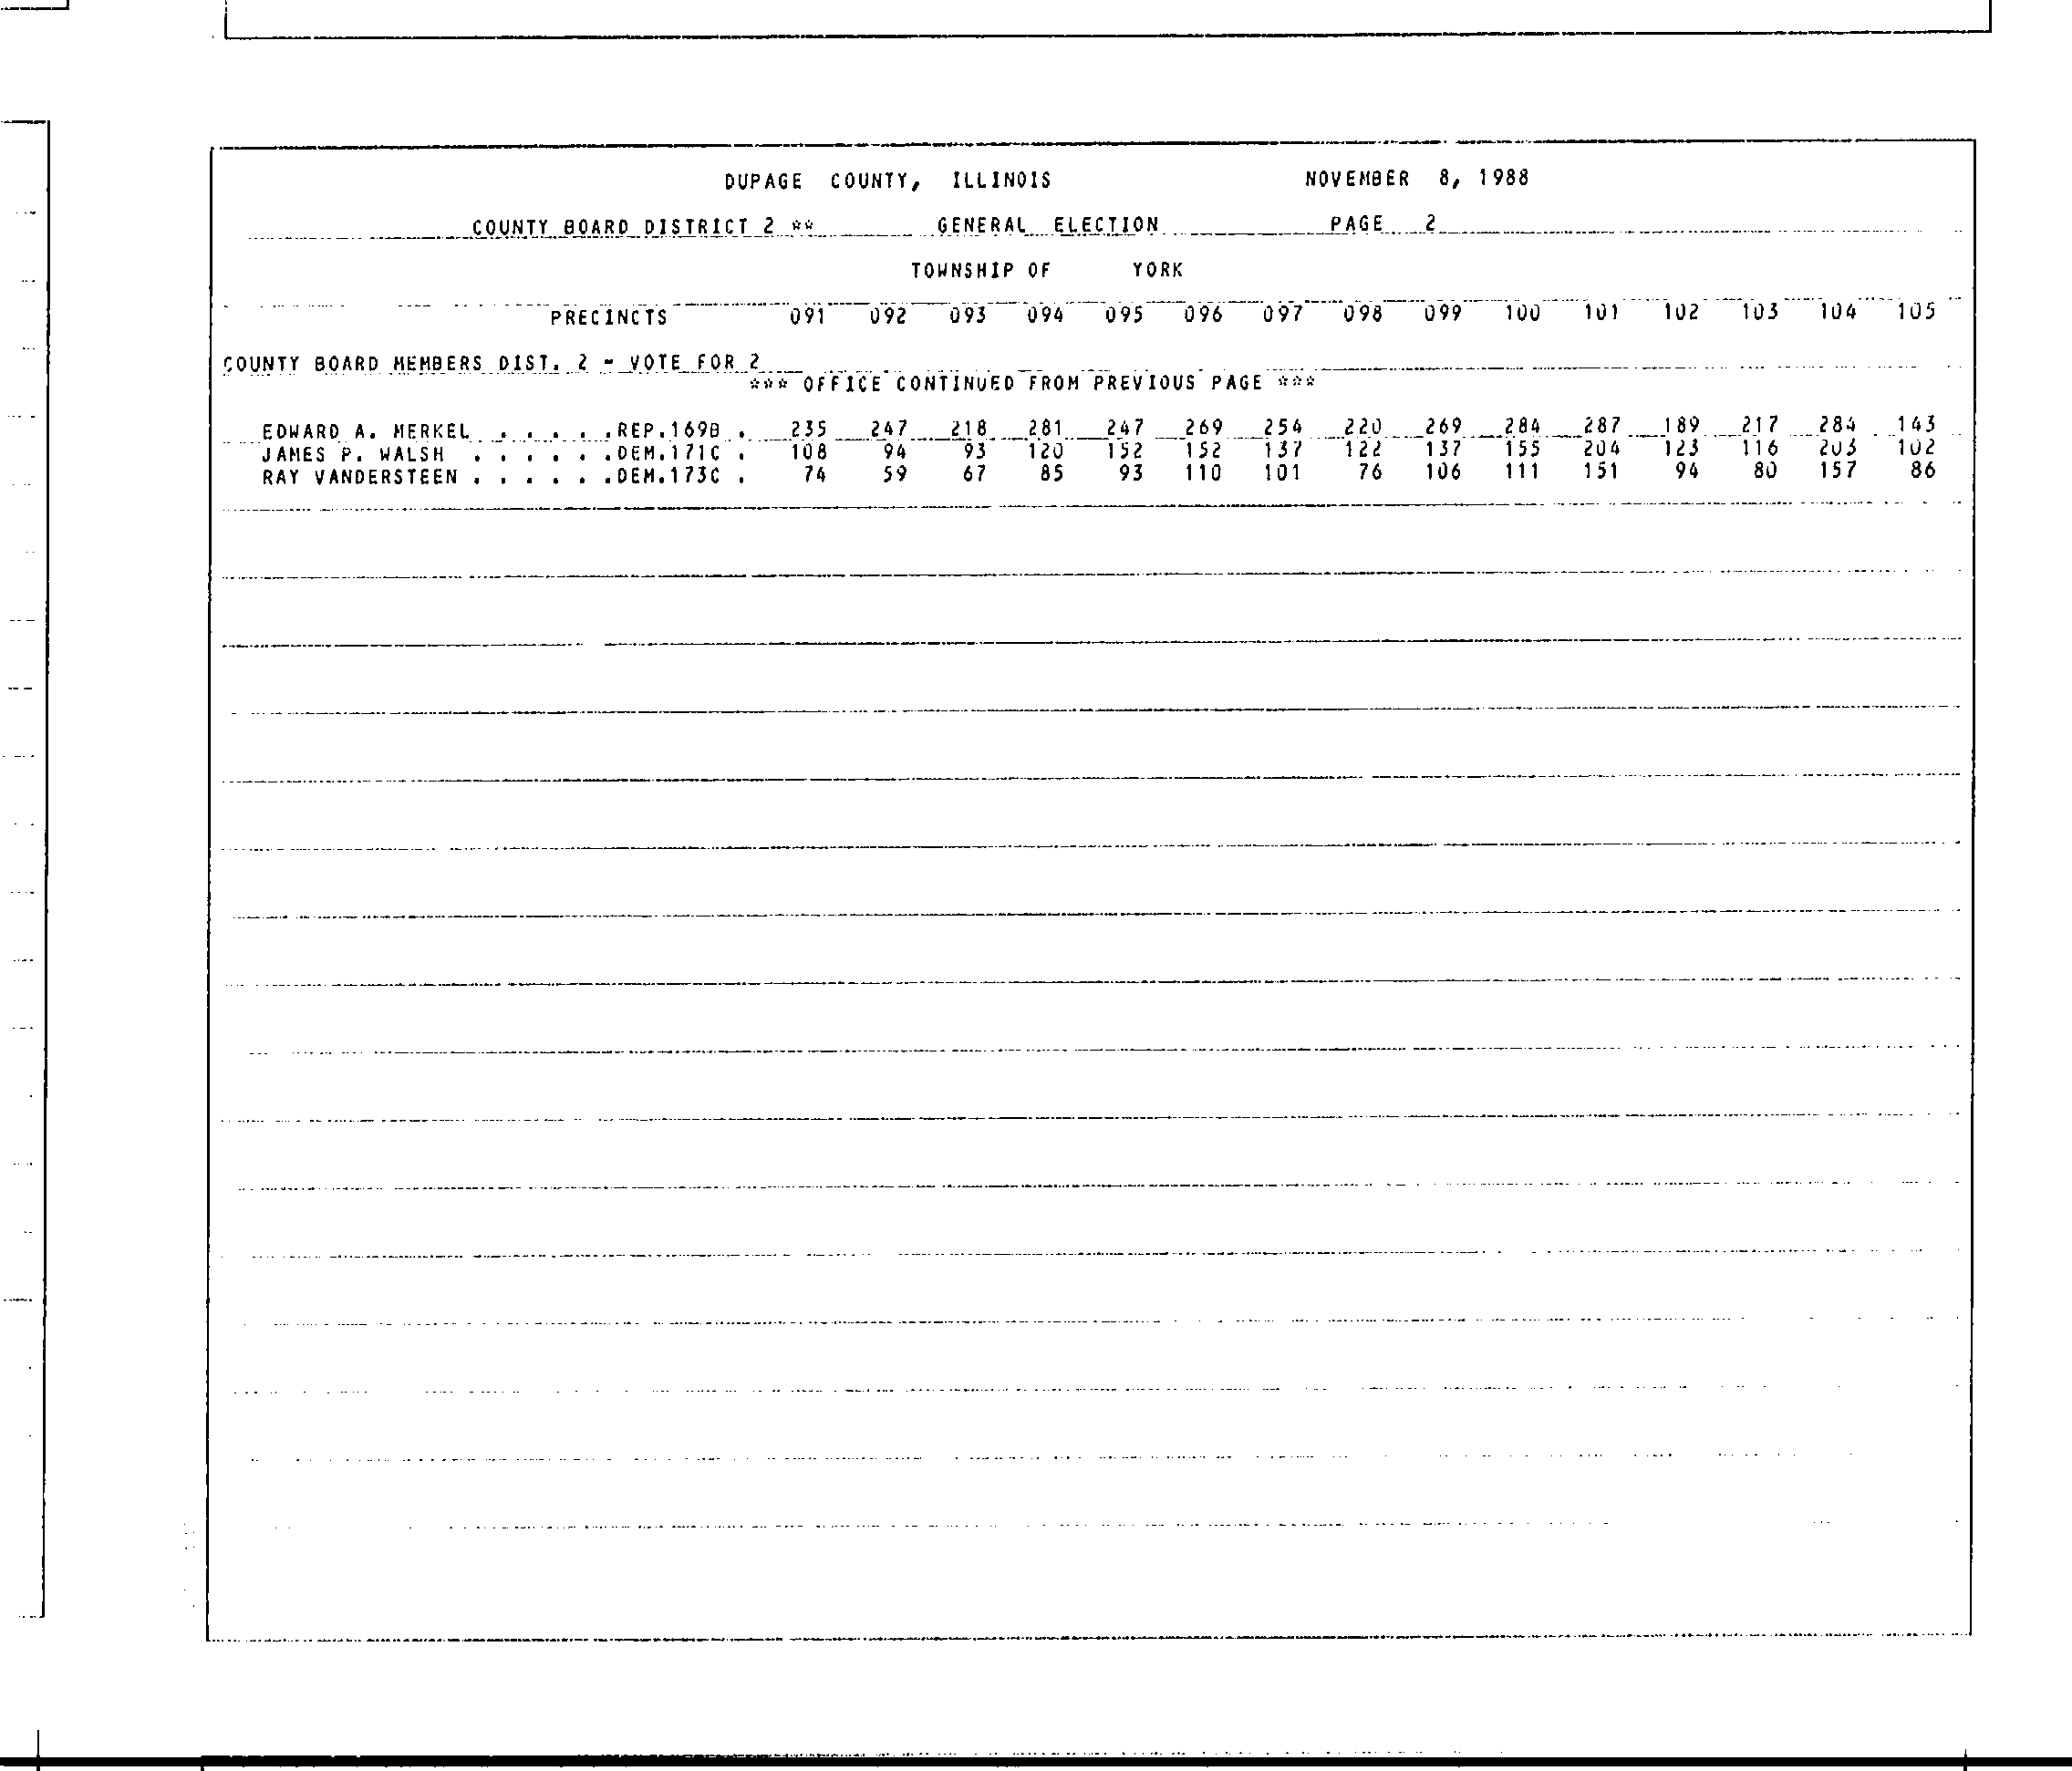 DUPAGE COUNTY, ILLINOIS NOVEMBER 8, 1988
COUNTY BOARD DISTRICT 2 ** GENERAL ELECTION PAGE 2
TOWNSHIP OF YORK
PRECINCTS 091 092 093 094 095 096 097 098 099 100 101 102 103 104 105
COUNTY BOARD MEMBERS DIST. 2 - VOTE FOR 2
*** OFFICE CONTINUED FROM PREVIOUS PAGE ***
EDWARD A. MERKEL . . . . . .REP.169B . 235 247 218 281 247 269 254 220 269 284 287 189 217 284 143
JAMES P. WALSH . . . . . .DEM.171C . 108 94 93 120 152 152 137 122 137 155 204 123 116 203 102
RAY VANDERSTEEN . . . . . .DEM.173C . 74 59 67 85 93 110 101 76 106 111 151 94 80 157 86